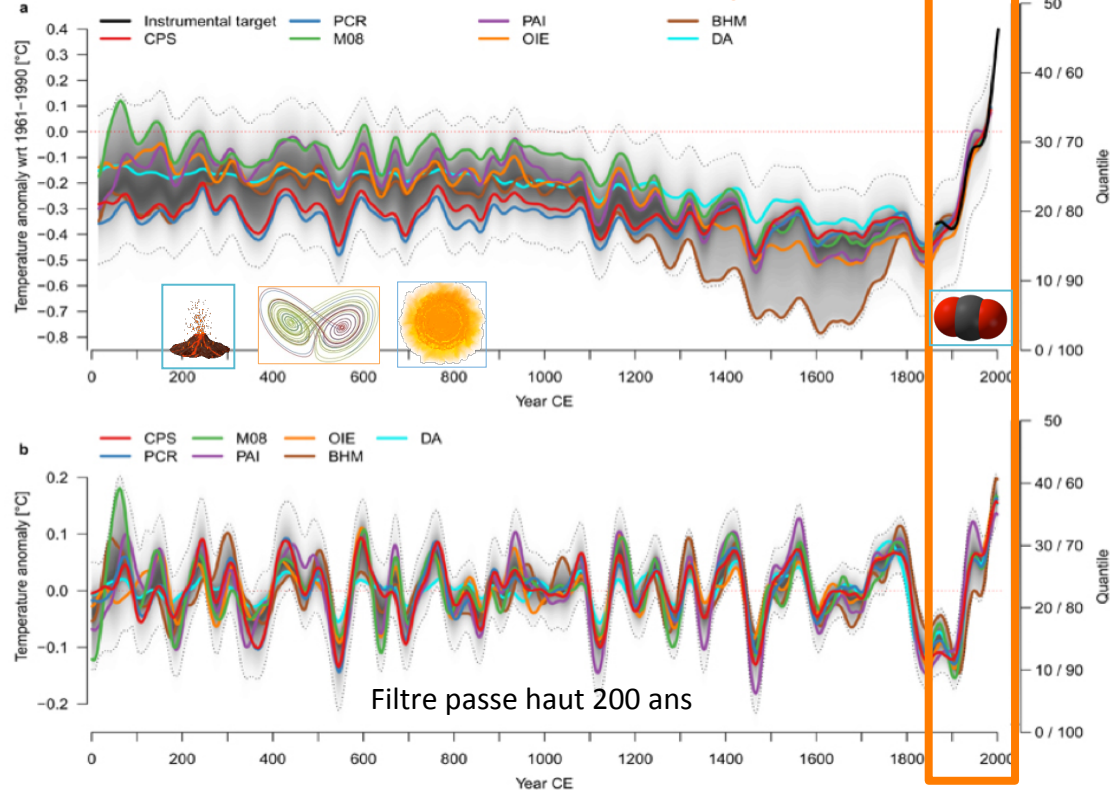 a
Instrumental target PCR PAI BHM
CPS M08 OIE DA
Temperature anomaly wrt 1961−1990 [°C]
0.4
0.3
0.2
0.1
0.0
−0.1
−0.2
−0.3
−0.4
−0.5
−0.6
−0.7
−0.8
50
40 / 60
30 / 70
20 / 80
10 / 90
0 / 100
Quantile
0 200 400 600 800 1000 1200 1400 1600 1800 2000
Year CE
b
CPS M08 OIE DA
PCR PAI BHM
Temperature anomaly [°C]
0.2
0.1
0.0
−0.1
−0.2
50
40 / 60
30 / 70
20 / 80
10 / 90
0 / 100
Quantile
Filtre passe haut 200 ans
0 200 400 600 800 1000 1200 1400 1600 1800 2000
Year CE